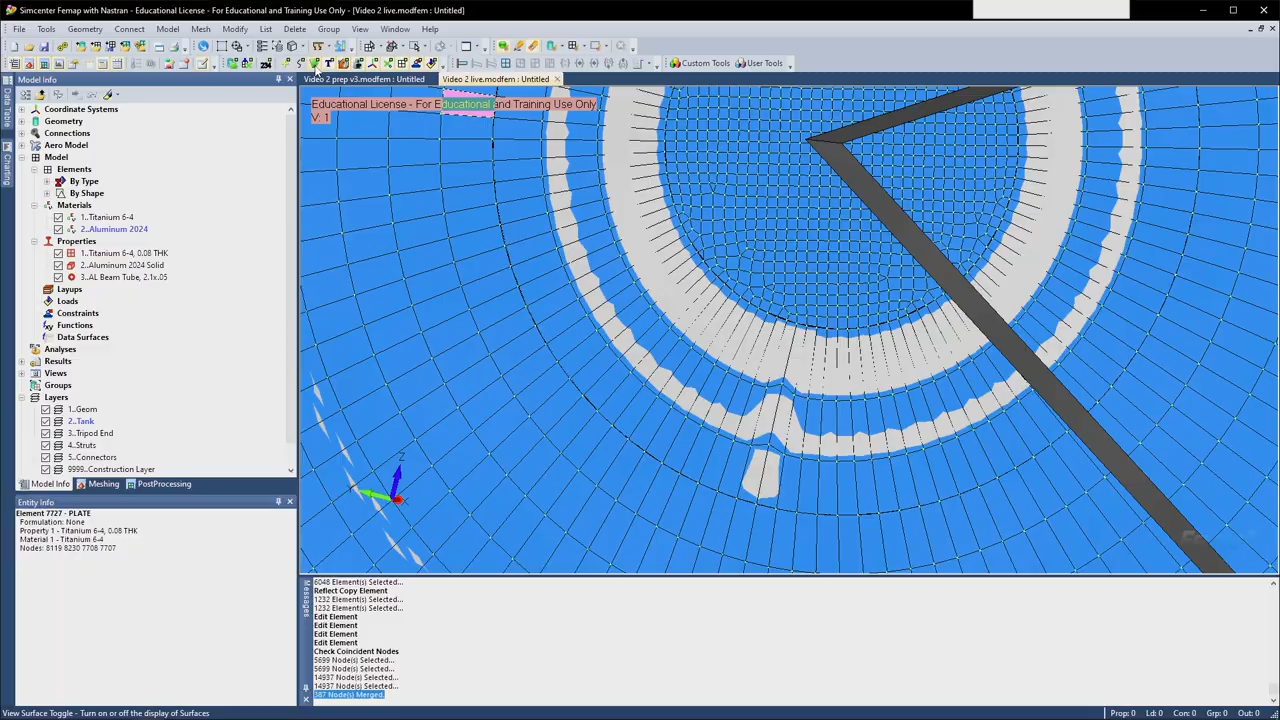 Simcenter Femap with Nastran - Educational License - For Educational and Training Use Only - [Video 2 live.modfem : Untitled]
File Tools Geometry Connect Model Mesh Modify List Delete Group View Window Help
Custom Tools User Tools
Model Info
Video 2 prep v3.modfem : Untitled
Video 2 live.modfem : Untitled
Data Table
Charting
Coordinate Systems
Geometry
Connections
Aero Model
Model
Elements
By Type
By Shape
Materials
1..Titanium 6-4
2..Aluminum 2024
Properties
1..Titanium 6-4, 0.08 THK
2..Aluminum 2024 Solid
3..AL Beam Tube, 2.1x.05
Layups
Loads
Constraints
Functions
Data Surfaces
Analyses
Results
Views
Groups
Layers
1..Geom
2..Tank
3..Tripod End
4..Struts
5..Connectors
9999..Construction Layer
Model Info Meshing PostProcessing
Educational License - For Educational and Training Use Only
V: 1
Z
Y
X
Entity Info
Element 7727 - PLATE
Formulation: None
Property 1 - Titanium 6-4, 0.08 THK
Material 1 - Titanium 6-4
Nodes: 8119 8230 7708 7707
Messages
6048 Element(s) Selected...
Reflect Copy Element
1232 Element(s) Selected...
1232 Element(s) Selected...
Edit Element
Edit Element
Edit Element
Edit Element
Check Coincident Nodes
5699 Node(s) Selected...
5699 Node(s) Selected...
14937 Node(s) Selected...
14937 Node(s) Selected...
387 Node(s) Merged.
View Surface Toggle - Turn on or off the display of Surfaces
Prop: 0 Ld: 0 Con: 0 Grp: 0 Out: 0